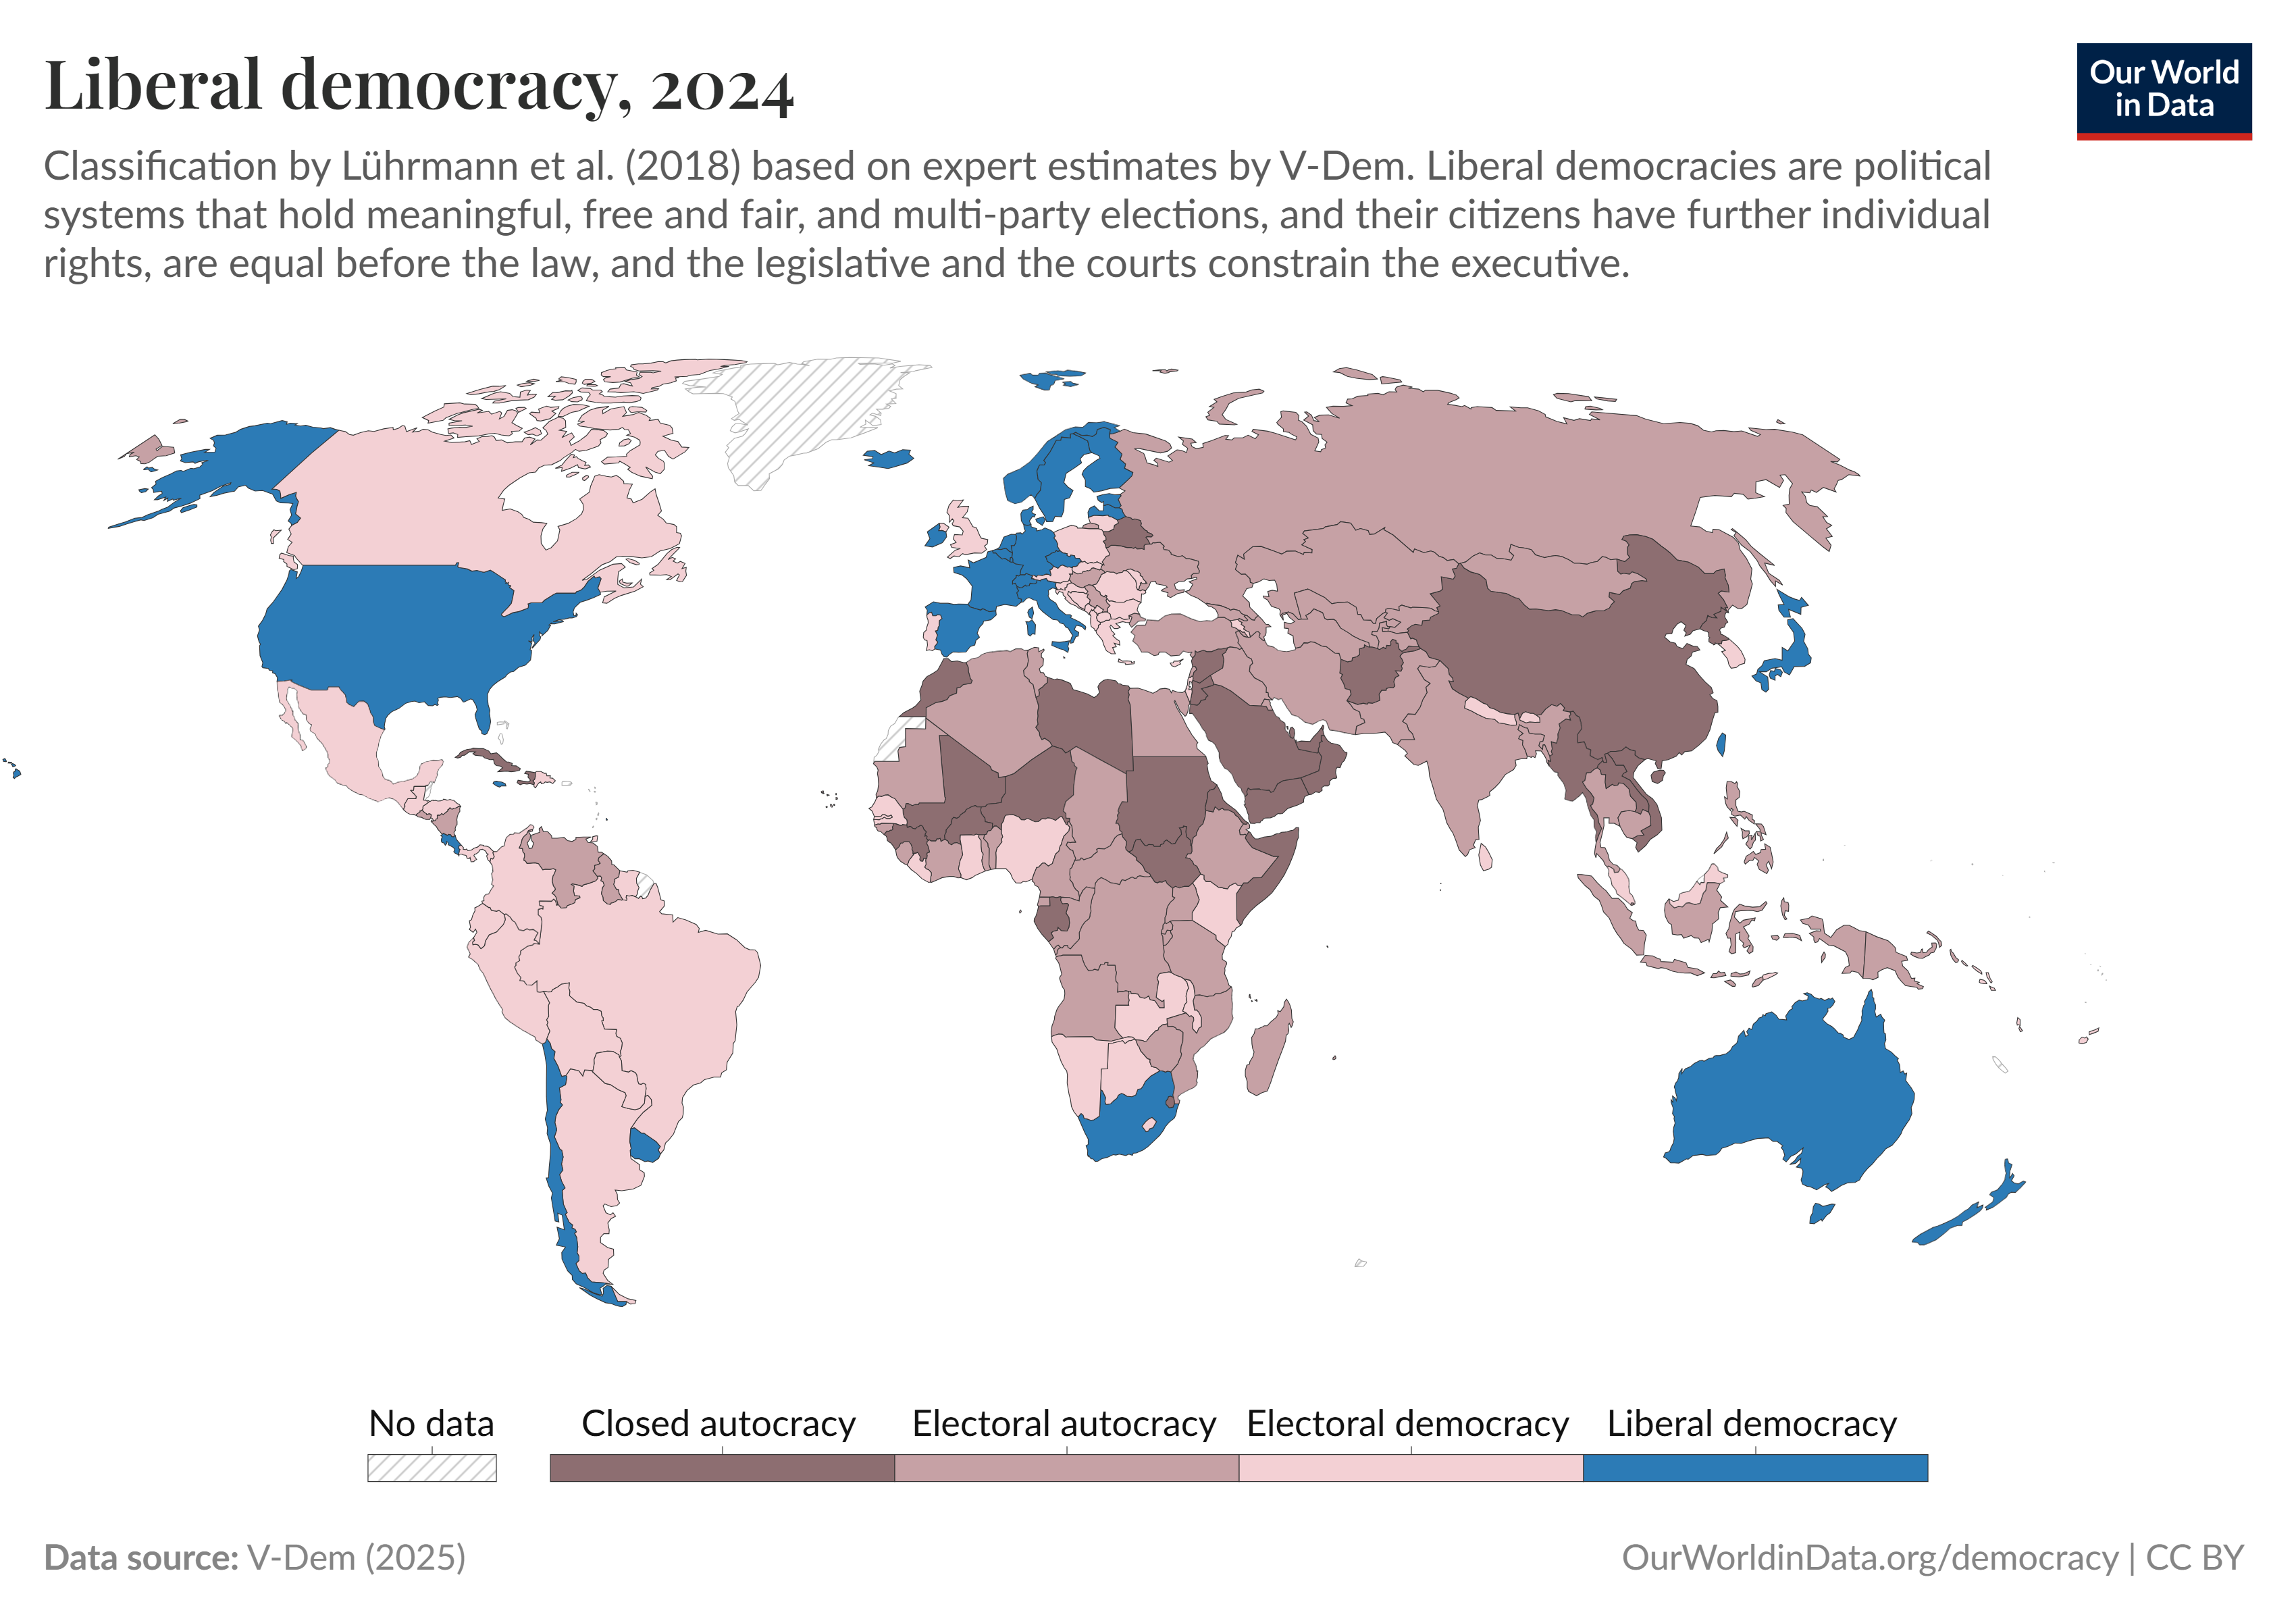 Liberal democracy, 2024
Our World
in Data
Classification by Lührmann et al. (2018) based on expert estimates by V-Dem. Liberal democracies are political
systems that hold meaningful, free and fair, and multi-party elections, and their citizens have further individual
rights, are equal before the law, and the legislative and the courts constrain the executive.
No data
Closed autocracy
Electoral autocracy
Electoral democracy
Liberal democracy
Data source: V-Dem (2025)
OurWorldinData.org/democracy | CC BY